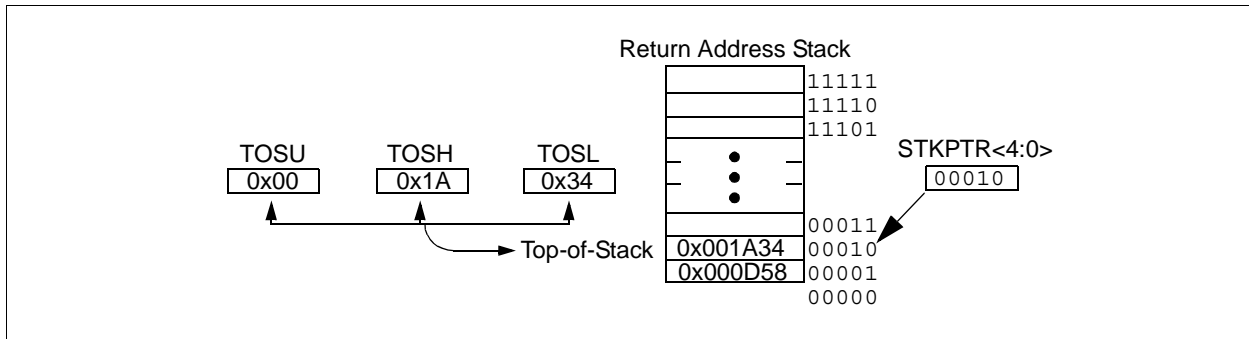 Return Address Stack
11111
11110
11101
TOSU TOSH TOSL STKPTR<4:0>
0x00 0x1A 0x34 00010
00011
Top-of-Stack 0x001A34 00010
0x000D58 00001
00000